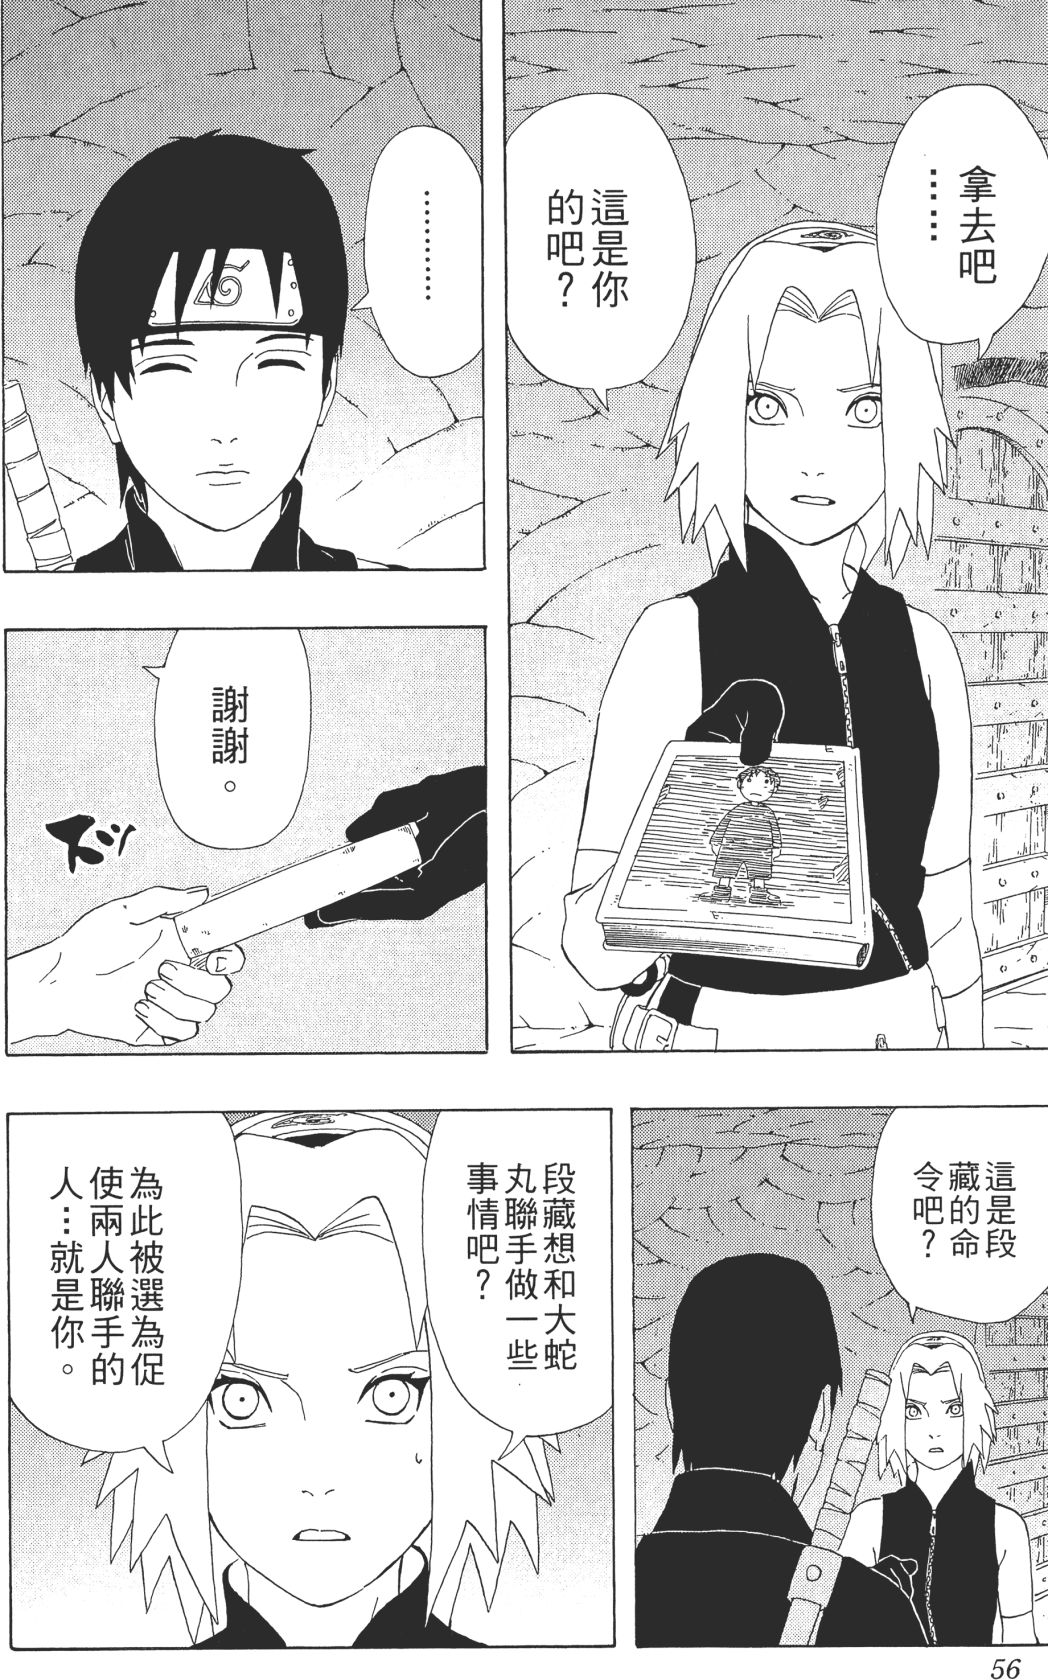 拿去吧
……
這是你
的吧？
………
謝謝。
ズッ
這是段
藏的命
令吧？
段藏想和大蛇
丸聯手做一些
事情吧？
為此被選為促
使兩人聯手的
人…就是你。
56